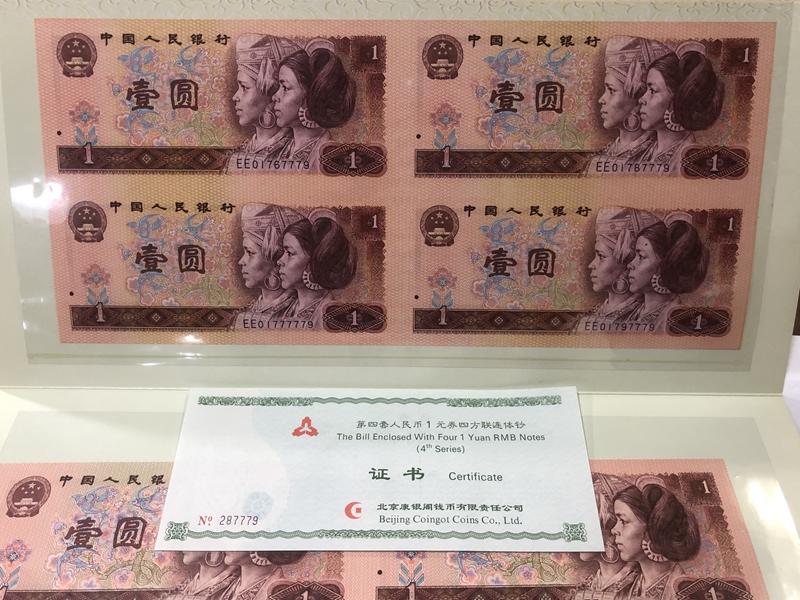 中国人民银行
1
壹圆
1
EE01767779
1
中国人民银行
1
壹圆
1
EE01787779
1
中国人民银行
1
壹圆
1
EE01777779
1
中国人民银行
1
壹圆
1
EE01797779
1
第四套人民币1元券四方联连体钞
The Bill Enclosed With Four 1 Yuan RMB Notes
(4th Series)
证书 Certificate
北京康银阁钱币有限责任公司
Nº 287779
Beijing Coingot Coins Co., Ltd.
中国人民银行
壹圆
1